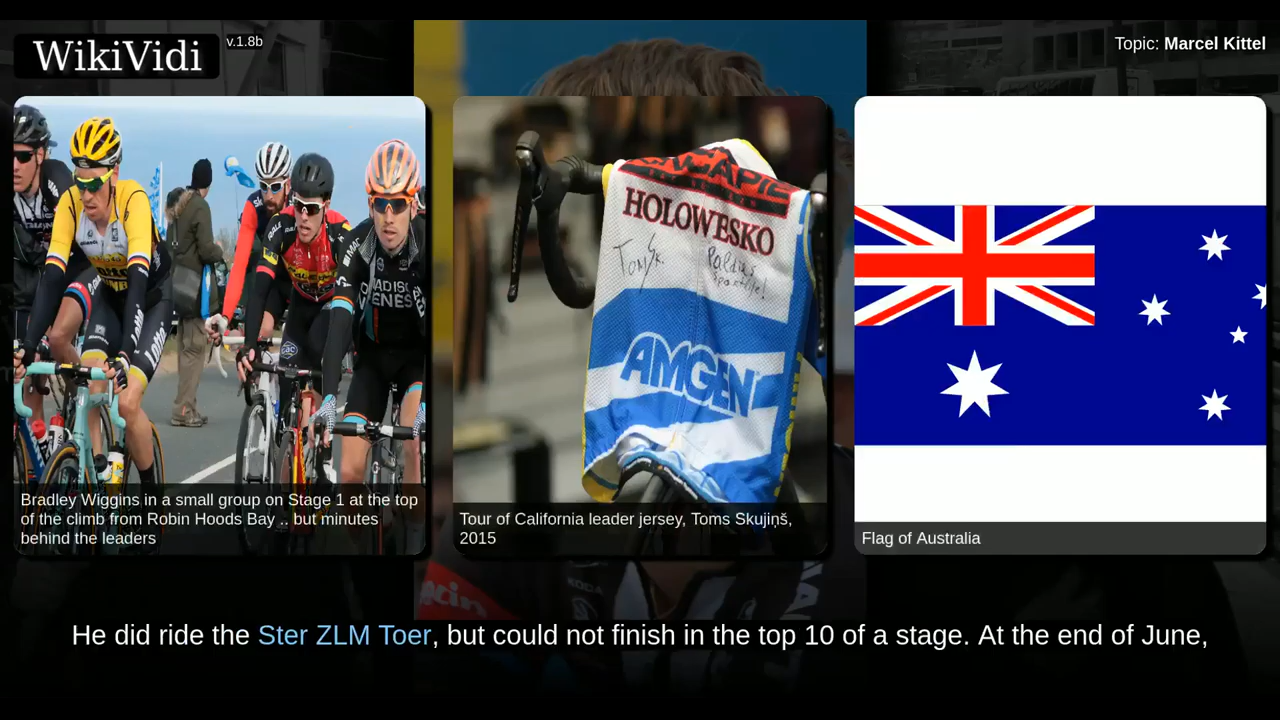 WikiVidi
v.1.8b
Topic: Marcel Kittel
HOLOWESKO
AMGEN
Bradley Wiggins in a small group on Stage 1 at the top
of the climb from Robin Hoods Bay .. but minutes
behind the leaders
Tour of California leader jersey, Toms Skujiņš,
2015
Flag of Australia
He did ride the Ster ZLM Toer, but could not finish in the top 10 of a stage. At the end of June,